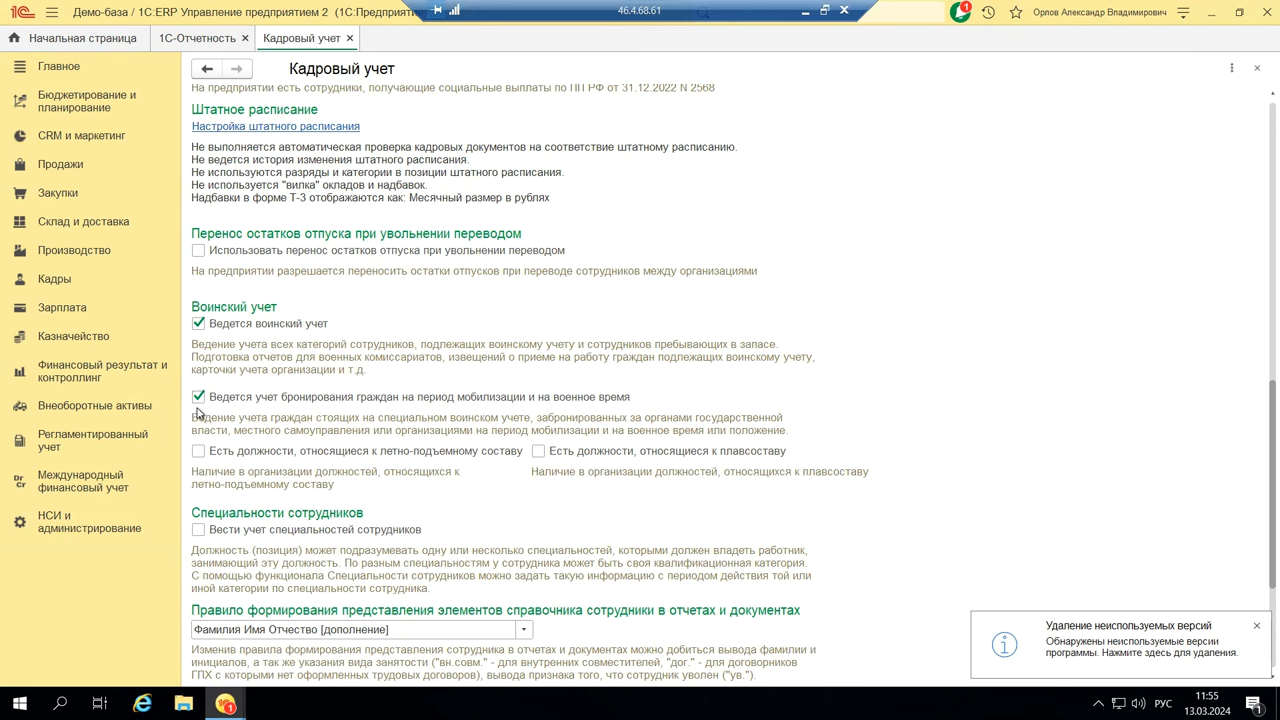 Демо-база / 1С:ERP Управление предприятием 2 (1С:Предприятие
46.4.68.61
1
Орлов Александр Владимирович
Начальная страница
1С-Отчетность
Кадровый учет
Главное
Бюджетирование и
планирование
CRM и маркетинг
Продажи
Закупки
Склад и доставка
Производство
Кадры
Зарплата
Казначейство
Финансовый результат и
контроллинг
Внеоборотные активы
Регламентированный
учет
Dr
Cr
Международный
финансовый учет
НСИ и
администрирование
Кадровый учет
На предприятии есть сотрудники, получающие социальные выплаты по ПП РФ от 31.12.2022 N 2568
Штатное расписание
Настройка штатного расписания
Не выполняется автоматическая проверка кадровых документов на соответствие штатному расписанию.
Не ведется история изменения штатного расписания.
Не используются разряды и категории в позиции штатного расписания.
Не используется "вилка" окладов и надбавок.
Надбавки в форме Т-3 отображаются как: Месячный размер в рублях
Перенос остатков отпуска при увольнении переводом
Использовать перенос остатков отпуска при увольнении переводом
На предприятии разрешается переносить остатки отпусков при переводе сотрудников между организациями
Воинский учет
Ведется воинский учет
Ведение учета всех категорий сотрудников, подлежащих воинскому учету и сотрудников пребывающих в запасе.
Подготовка отчетов для военных комиссариатов, извещений о приеме на работу граждан подлежащих воинскому учету,
карточки учета организации и т.д.
Ведется учет бронирования граждан на период мобилизации и на военное время
Ведение учета граждан стоящих на специальном воинском учете, забронированных за органами государственной
власти, местного самоуправления или организациями на период мобилизации и на военное время или положение.
Есть должности, относящиеся к летно-подъемному составу
Есть должности, относящиеся к плавсоставу
Наличие в организации должностей, относится к
летно-подъемному составу
Наличие в организации должностей, относится к плавсоставу
Специальности сотрудников
Вести учет специальностей сотрудников
Должность (позиция) может подразумевать одну или несколько специальностей, которыми должен владеть работник,
занимающий эту должность. По разным специальностям у сотрудника может быть своя квалификационная категория.
С помощью функционала Специальности сотрудников можно задать такую информацию с периодом действия той или
иной категории по специальности сотрудника.
Правило формирования представления элементов справочника сотрудники в отчетах и документах
Фамилия Имя Отчество [дополнение]
Изменив правила формирования представления сотрудника в отчетах и документах можно добиться вывода фамилии и
инициалов, а так же указания вида занятости ("вн.совм." - для внутренних совместителей, "дог." - для договорников
ГПХ с которыми нет оформленных трудовых договоров), вывода признака того, что сотрудник уволен ("ув.").
Удаление неиспользуемых версий
Обнаружены неиспользуемые версии
программы. Нажмите здесь для удаления.
РУС
11:55
13.03.2024
1